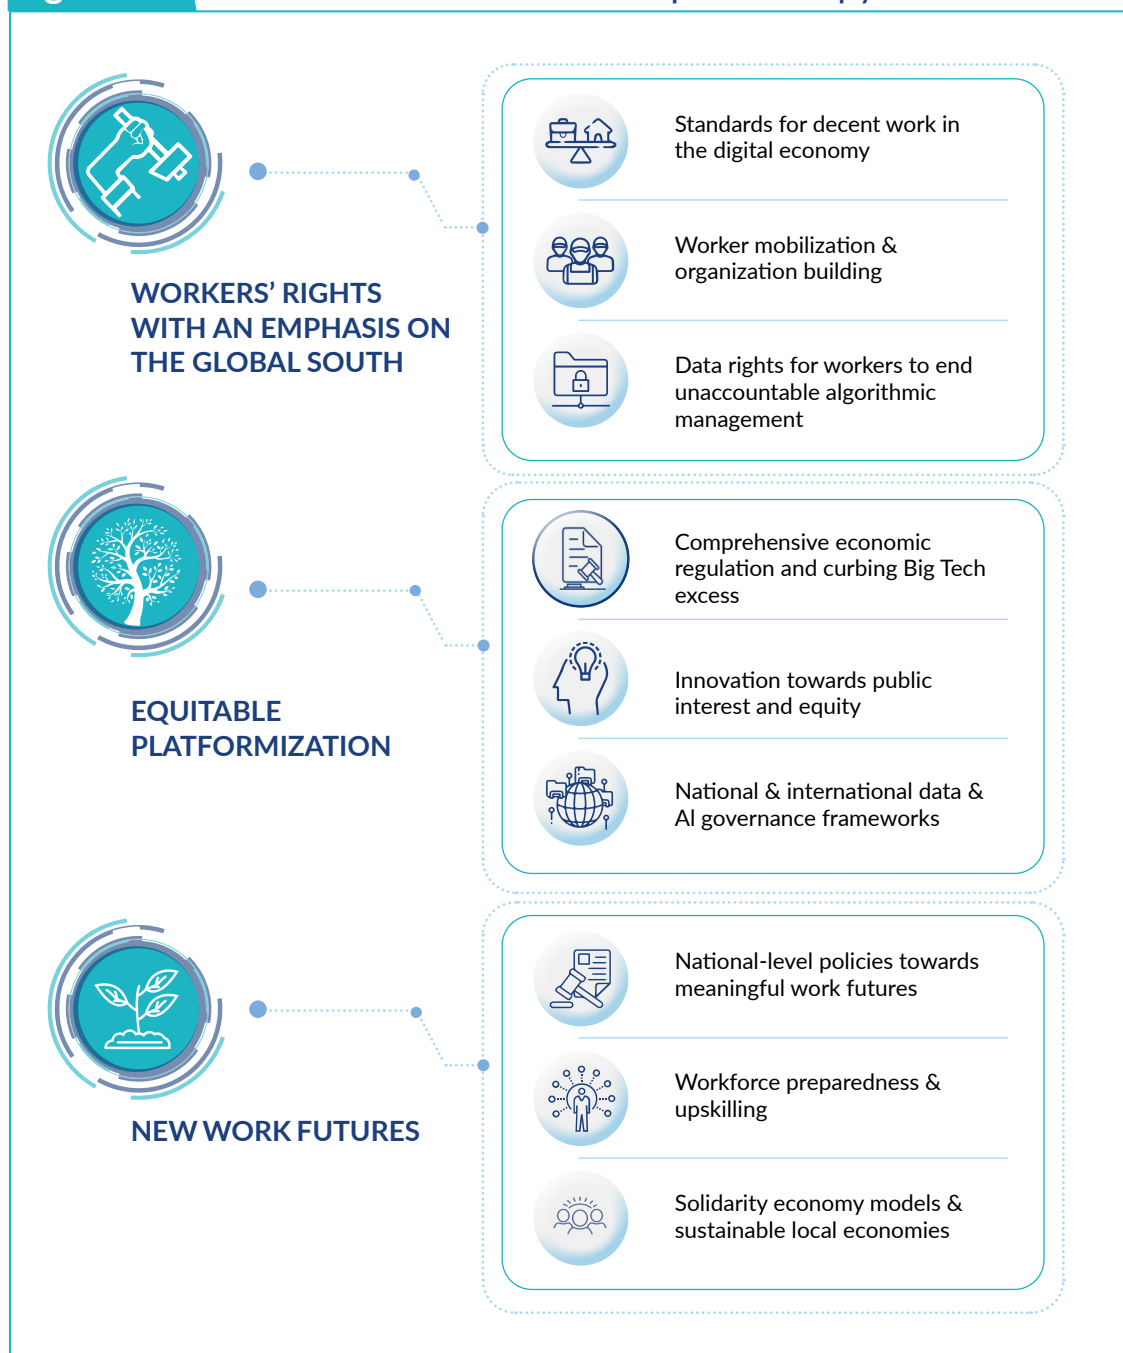 WORKERS’ RIGHTS
WITH AN EMPHASIS ON
THE GLOBAL SOUTH
Standards for decent work in
the digital economy
Worker mobilization &
organization building
Data rights for workers to end
unaccountable algorithmic
management
EQUITABLE
PLATFORMIZATION
Comprehensive economic
regulation and curbing Big Tech
excess
Innovation towards public
interest and equity
National & international data &
AI governance frameworks
NEW WORK FUTURES
National-level policies towards
meaningful work futures
Workforce preparedness &
upskilling
Solidarity economy models &
sustainable local economies